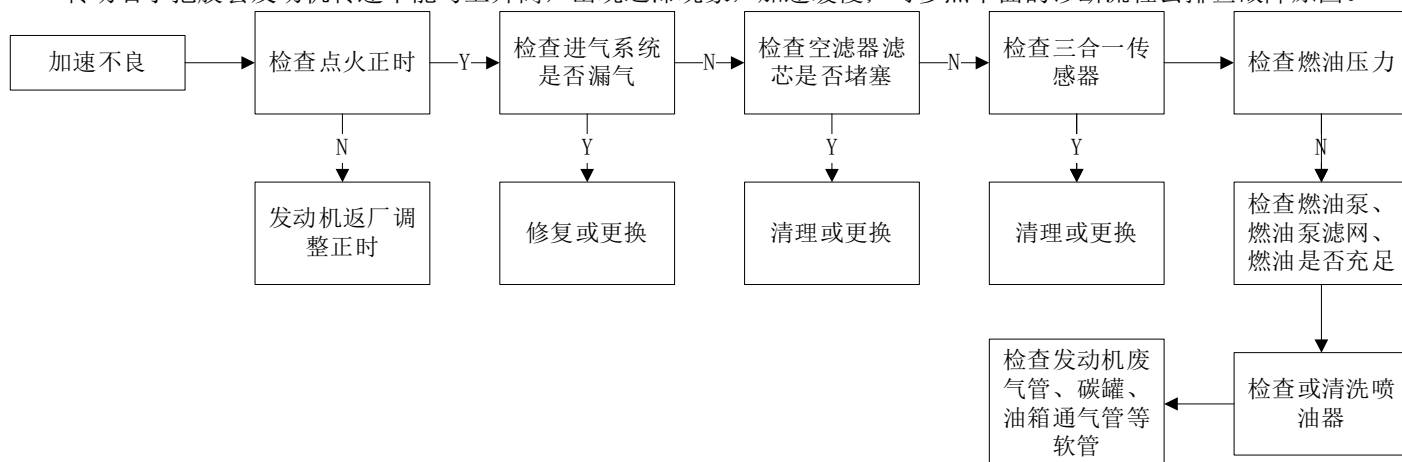 加速不良
检查点火正时
Y
检查进气系统
是否漏气
N
检查空滤器滤
芯是否堵塞
N
检查三合一传
感器
检查燃油压力
N
Y
Y
Y
N
发动机返厂调
整正时
修复或更换
清理或更换
清理或更换
检查燃油泵、
燃油泵滤网、
燃油是否充足
检查发动机废
气管、碳罐、
油箱通气管等
软管
检查或清洗喷
油器